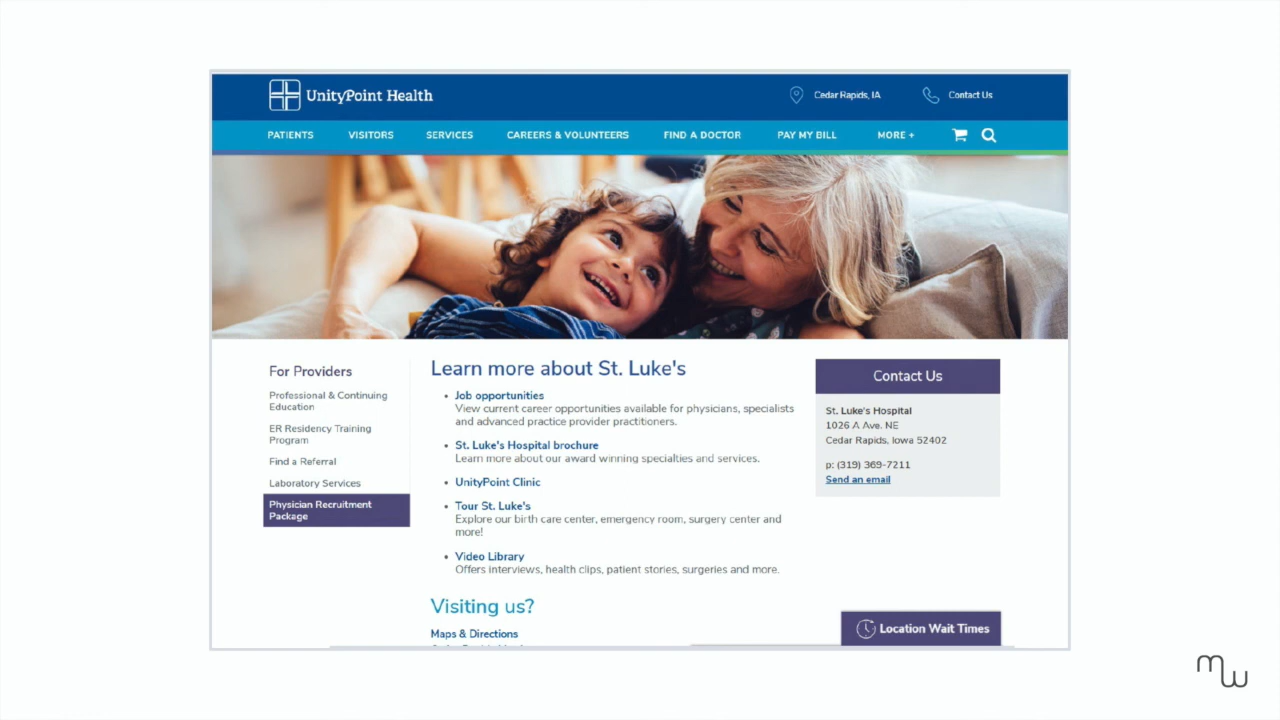 UnityPoint Health
Cedar Rapids, IA
Contact Us
PATIENTS
VISITORS
SERVICES
CAREERS & VOLUNTEERS
FIND A DOCTOR
PAY MY BILL
MORE +
For Providers
Professional & Continuing
Education
ER Residency Training
Program
Find a Referral
Laboratory Services
Physician Recruitment
Package
Learn more about St. Luke's
Job opportunities
View current career opportunities available for physicians, specialists
and advanced practice provider practitioners.
St. Luke's Hospital brochure
Learn more about our award winning specialties and services.
UnityPoint Clinic
Tour St. Luke's
Explore our birth care center, emergency room, surgery center and
more!
Video Library
Offers interviews, health clips, patient stories, surgeries and more.
Visiting us?
Maps & Directions
Contact Us
St. Luke's Hospital
1026 A Ave. NE
Cedar Rapids, Iowa 52402
p: (319) 369-7211
Send an email
Location Wait Times
mw